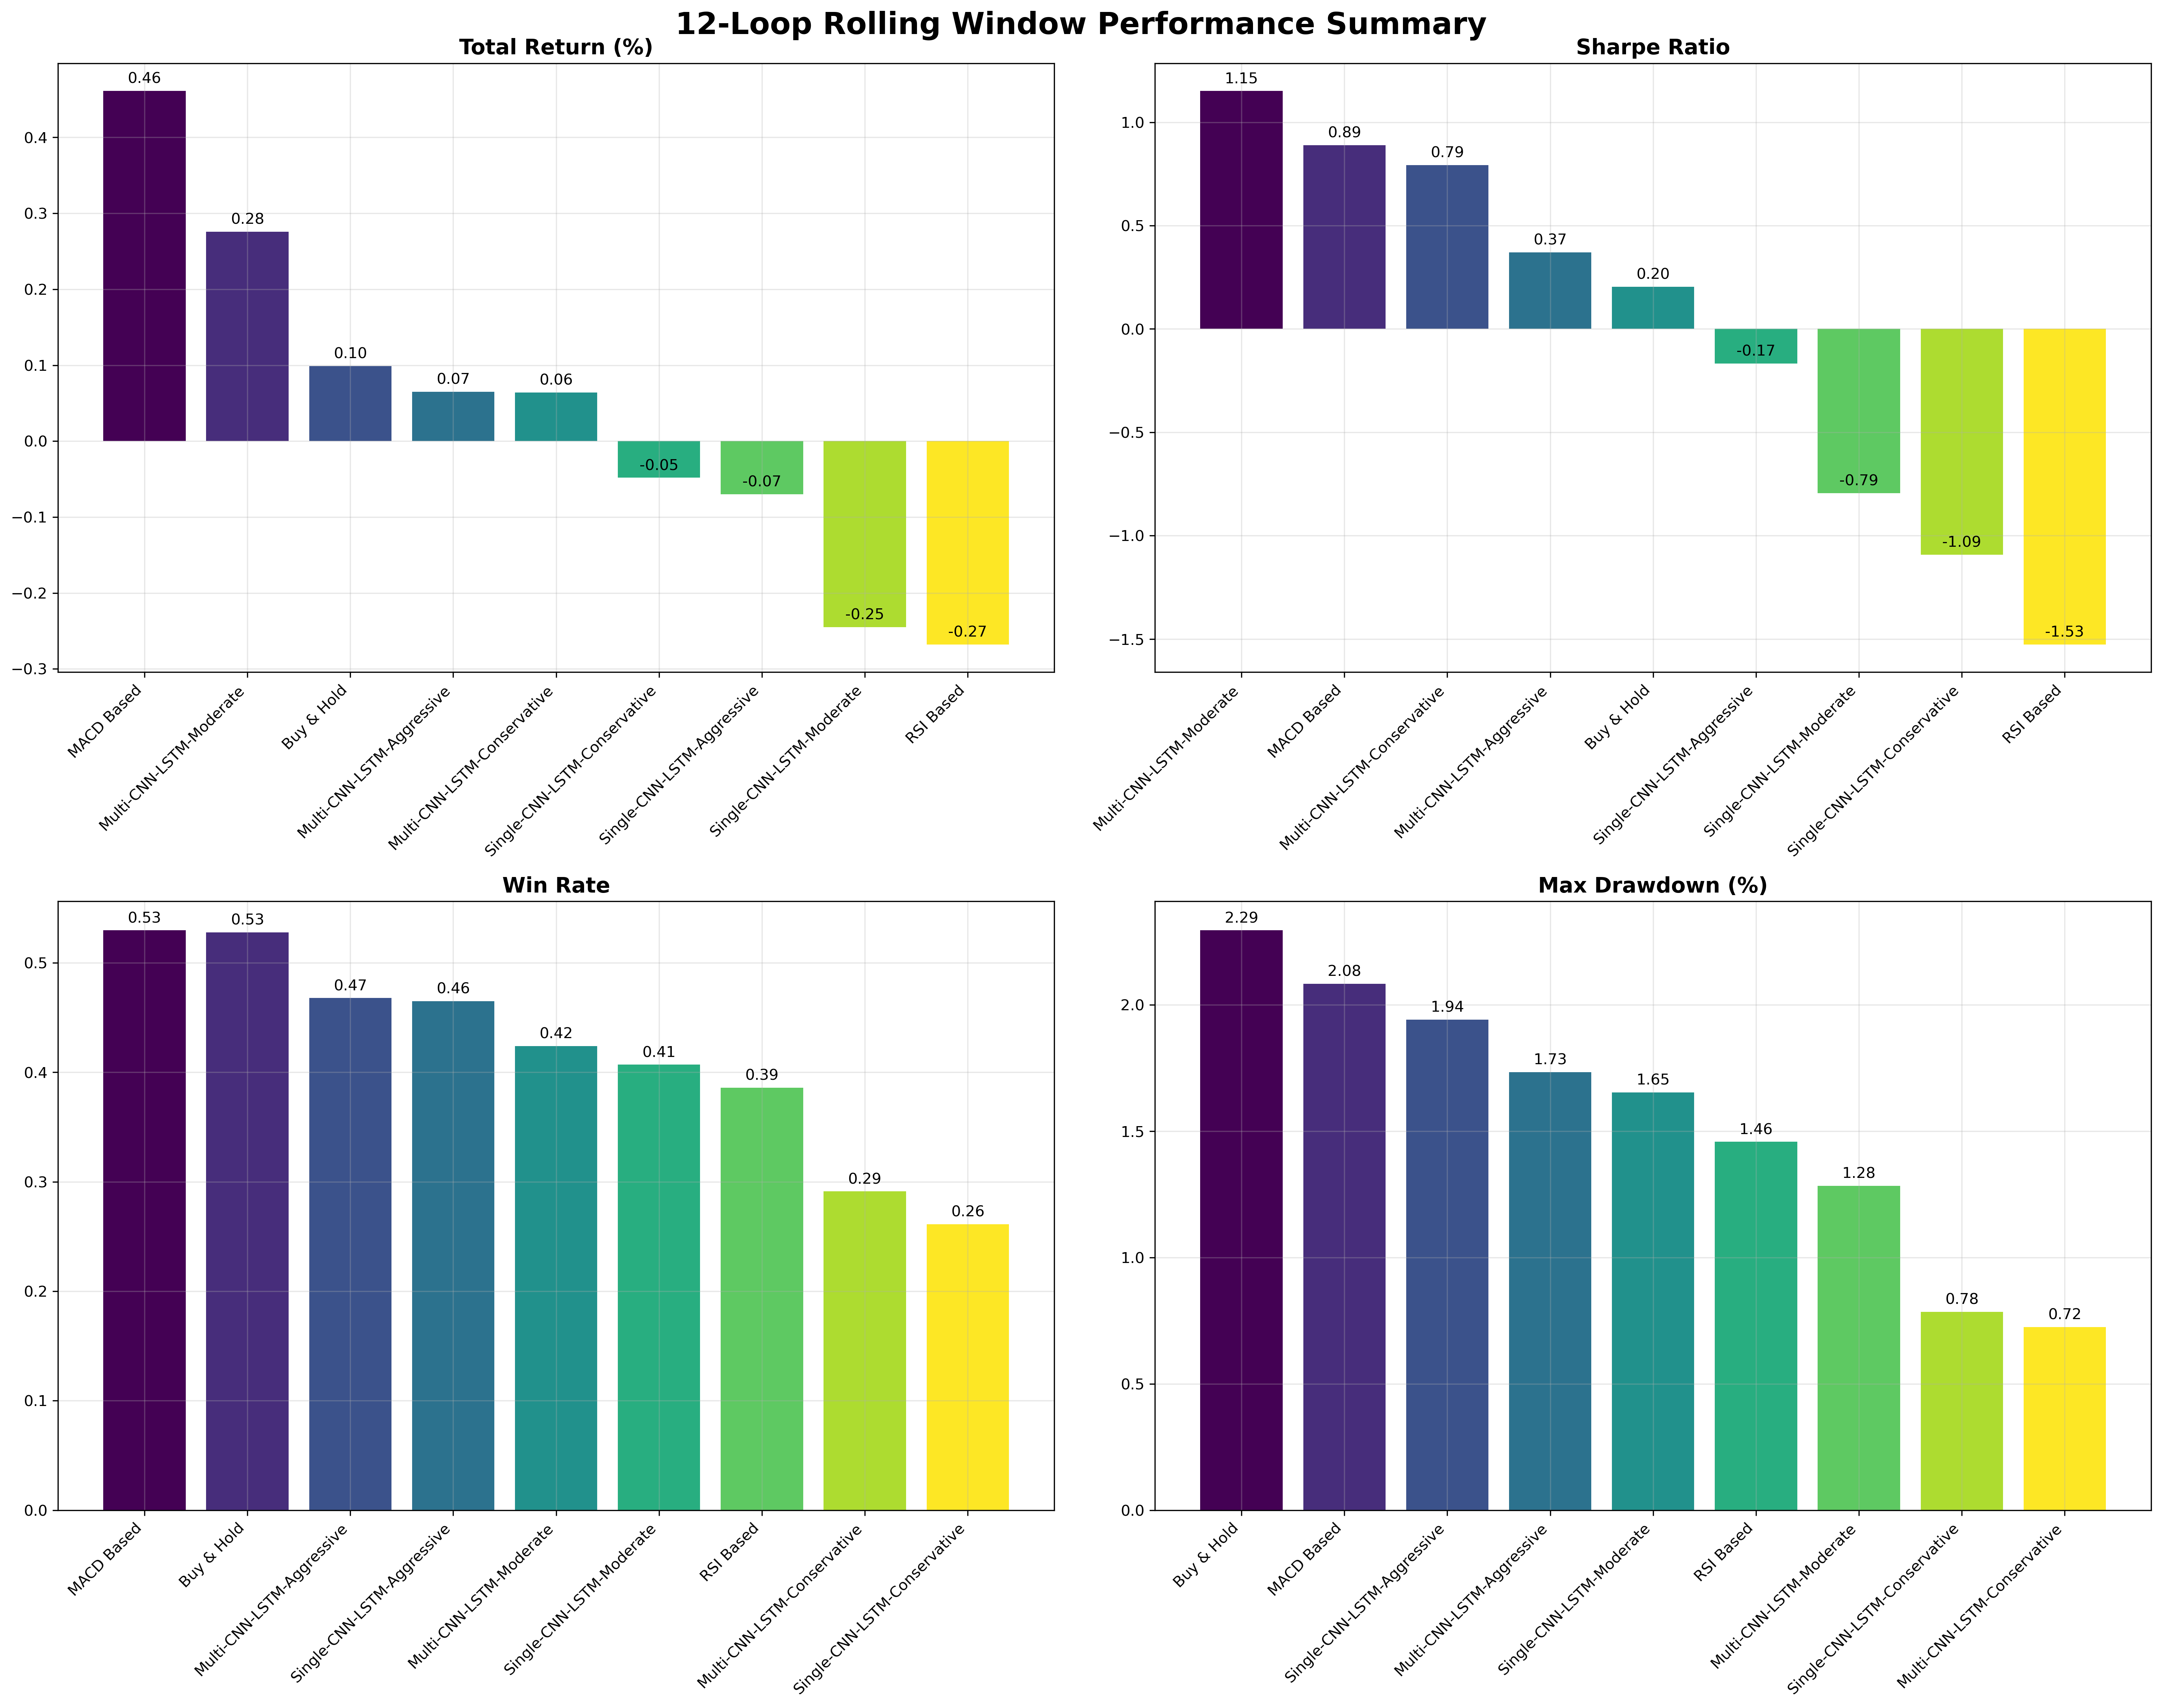 12-Loop Rolling Window Performance Summary
Total Return (%)
0.46
0.28
0.10
0.07
0.06
-0.05
-0.07
-0.25
-0.27
0.4
0.3
0.2
0.1
0.0
−0.1
−0.2
−0.3
MACD Based
Multi-CNN-LSTM-Moderate
Buy & Hold
Multi-CNN-LSTM-Aggressive
Multi-CNN-LSTM-Conservative
Single-CNN-LSTM-Conservative
Single-CNN-LSTM-Aggressive
Single-CNN-LSTM-Moderate
RSI Based
Sharpe Ratio
1.15
0.89
0.79
0.37
0.20
-0.17
-0.79
-1.09
-1.53
1.0
0.5
0.0
−0.5
−1.0
−1.5
Multi-CNN-LSTM-Moderate
MACD Based
Multi-CNN-LSTM-Conservative
Multi-CNN-LSTM-Aggressive
Buy & Hold
Single-CNN-LSTM-Aggressive
Single-CNN-LSTM-Moderate
Single-CNN-LSTM-Conservative
RSI Based
Win Rate
0.53
0.53
0.47
0.46
0.42
0.41
0.39
0.29
0.26
0.5
0.4
0.3
0.2
0.1
0.0
MACD Based
Buy & Hold
Multi-CNN-LSTM-Aggressive
Single-CNN-LSTM-Aggressive
Multi-CNN-LSTM-Moderate
Single-CNN-LSTM-Moderate
RSI Based
Multi-CNN-LSTM-Conservative
Single-CNN-LSTM-Conservative
Max Drawdown (%)
2.29
2.08
1.94
1.73
1.65
1.46
1.28
0.78
0.72
2.0
1.5
1.0
0.5
0.0
Buy & Hold
MACD Based
Single-CNN-LSTM-Aggressive
Multi-CNN-LSTM-Aggressive
Single-CNN-LSTM-Moderate
RSI Based
Multi-CNN-LSTM-Moderate
Single-CNN-LSTM-Conservative
Multi-CNN-LSTM-Conservative